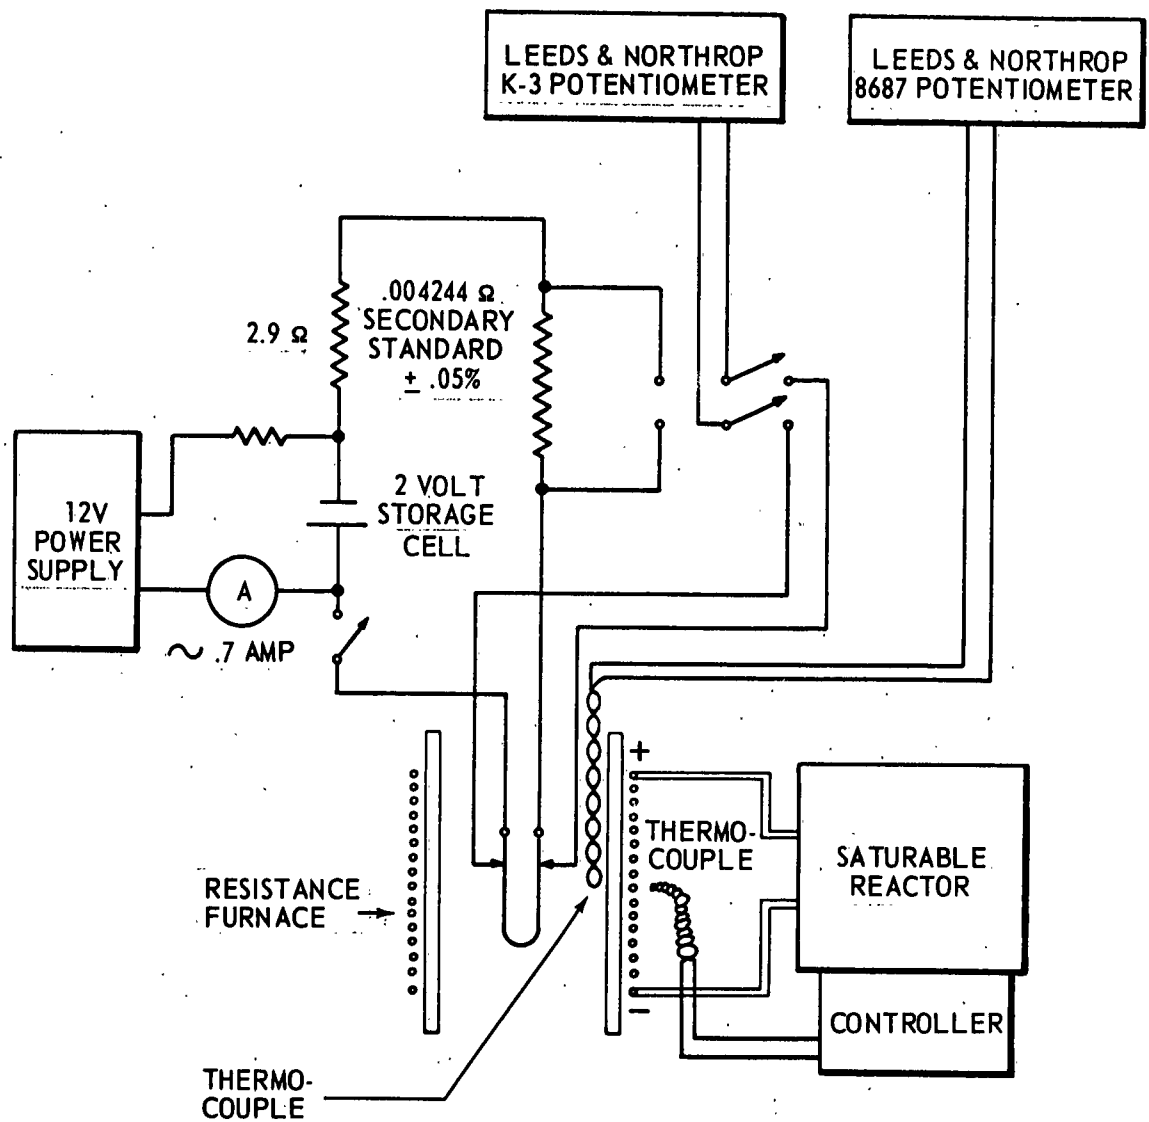 LEEDS & NORTHROP
K-3 POTENTIOMETER
LEEDS & NORTHROP
8687 POTENTIOMETER
.004244 Ω
SECONDARY
STANDARD
± .05%
2.9 Ω
2 VOLT
STORAGE
CELL
12V
POWER
SUPPLY
A
~ .7 AMP
+
THERMO-
COUPLE
SATURABLE
REACTOR
RESISTANCE
FURNACE
−
CONTROLLER
THERMO-
COUPLE